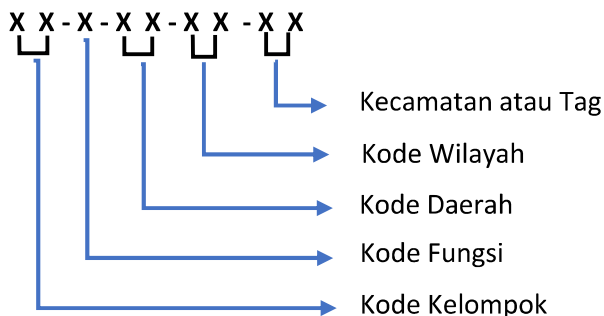 X X - X - X X - X X - X X
Kecamatan atau Tag
Kode Wilayah
Kode Daerah
Kode Fungsi
Kode Kelompok